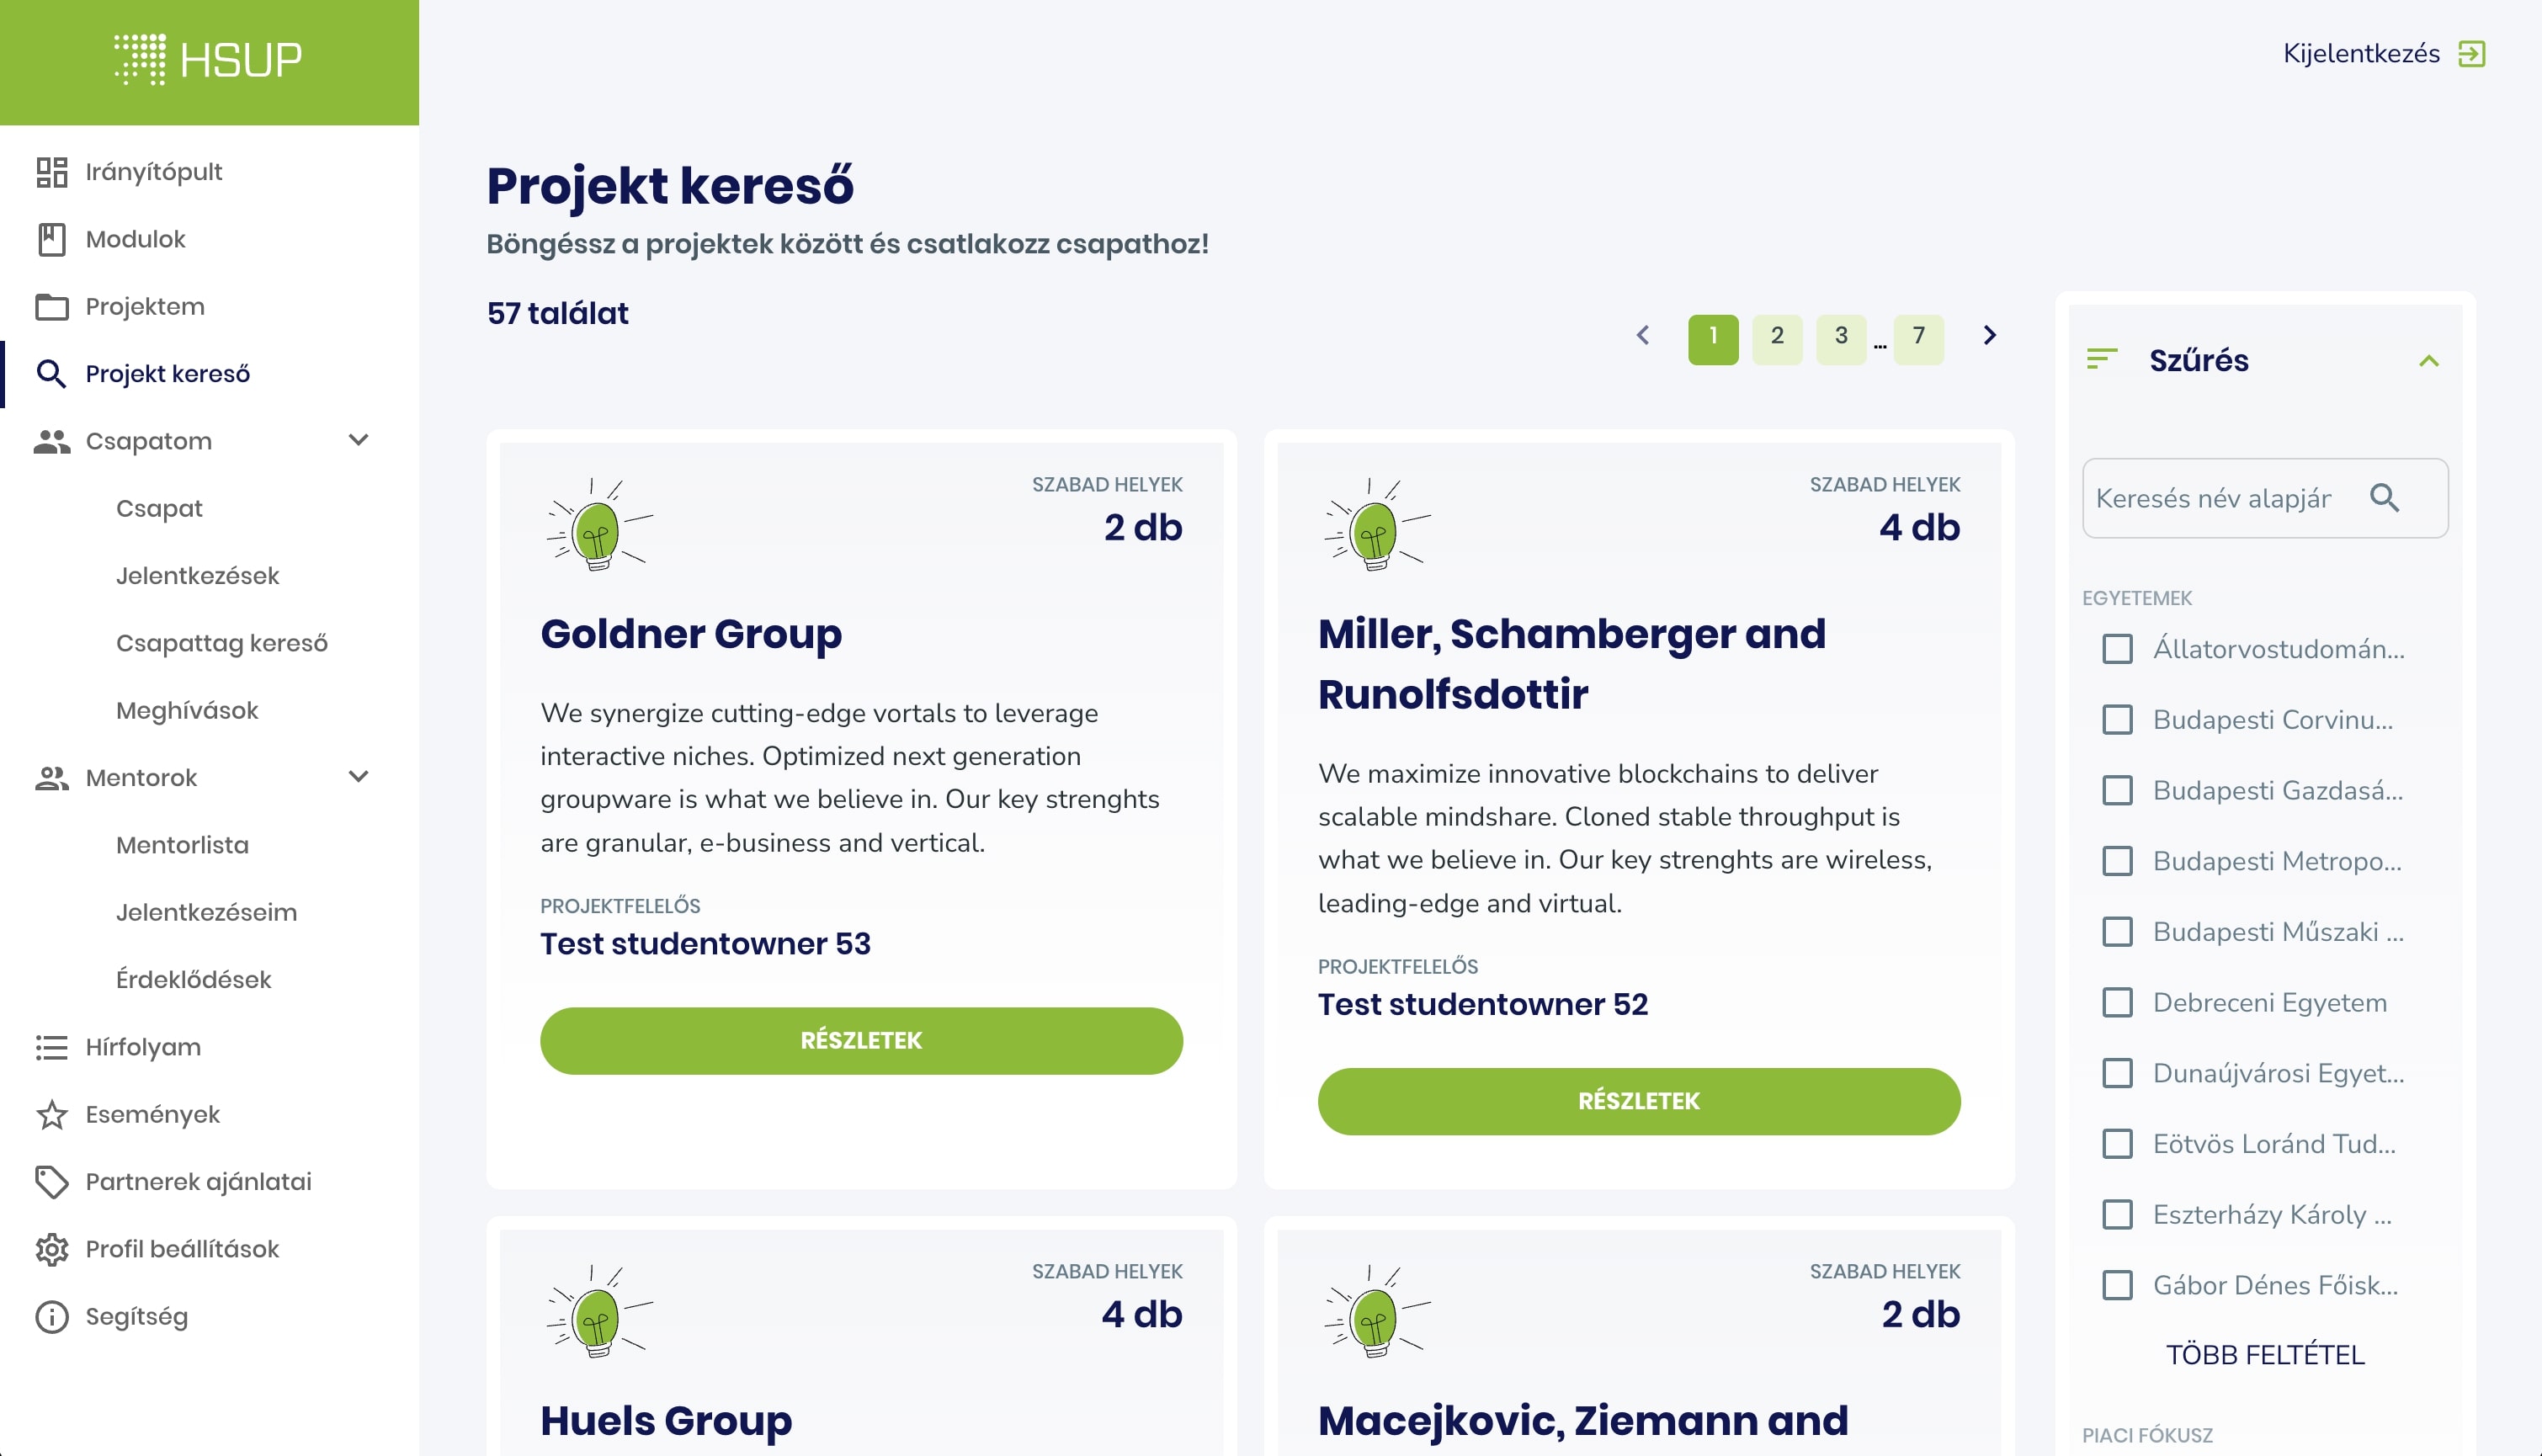 HSUP
Kijelentkezés
Irányítópult
Modulok
Projektem
Projekt kereső
Csapatom
Csapat
Jelentkezések
Csapattag kereső
Meghívások
Mentorok
Mentorlista
Jelentkezéseim
Érdeklődések
Hírfolyam
Események
Partnerek ajánlatai
Profil beállítások
Segítség
Projekt kereső
Böngéssz a projektek között és csatlakozz csapathoz!
57 találat
1 2 3 ... 7
SZABAD HELYEK
2 db
Goldner Group
We synergize cutting-edge vortals to leverage
interactive niches. Optimized next generation
groupware is what we believe in. Our key strenghts
are granular, e-business and vertical.
PROJEKTFELELŐS
Test studentowner 53
RÉSZLETEK
SZABAD HELYEK
4 db
Miller, Schamberger and
Runolfsdottir
We maximize innovative blockchains to deliver
scalable mindshare. Cloned stable throughput is
what we believe in. Our key strenghts are wireless,
leading-edge and virtual.
PROJEKTFELELŐS
Test studentowner 52
RÉSZLETEK
SZABAD HELYEK
4 db
Huels Group
SZABAD HELYEK
2 db
Macejkovic, Ziemann and
Szűrés
Keresés név alapján
EGYETEMEK
Állatorvostudomán...
Budapesti Corvinu...
Budapesti Gazdasá...
Budapesti Metropo...
Budapesti Műszaki ...
Debreceni Egyetem
Dunaújvárosi Egyet...
Eötvös Loránd Tud...
Eszterházy Károly ...
Gábor Dénes Főisk...
TÖBB FELTÉTEL
PIACI FÓKUSZ